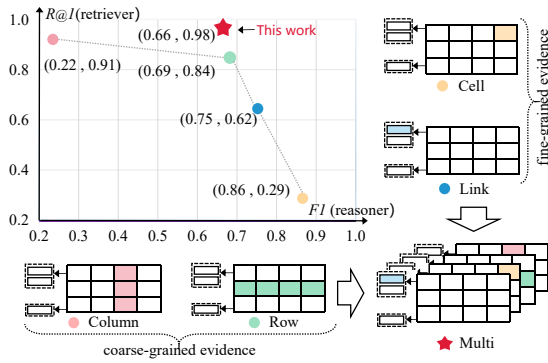 R@1(retriever)
1.0
(0.66 , 0.98)
This work
(0.22 , 0.91)
(0.69 , 0.84)
0.8
0.6
(0.75 , 0.62)
0.4
(0.86 , 0.29)
F1 (reasoner)
0.2
0.2 0.3 0.4 0.5 0.6 0.7 0.8 0.9 1.0
Cell
Link
fine-grained evidence
Column
Row
coarse-grained evidence
Multi